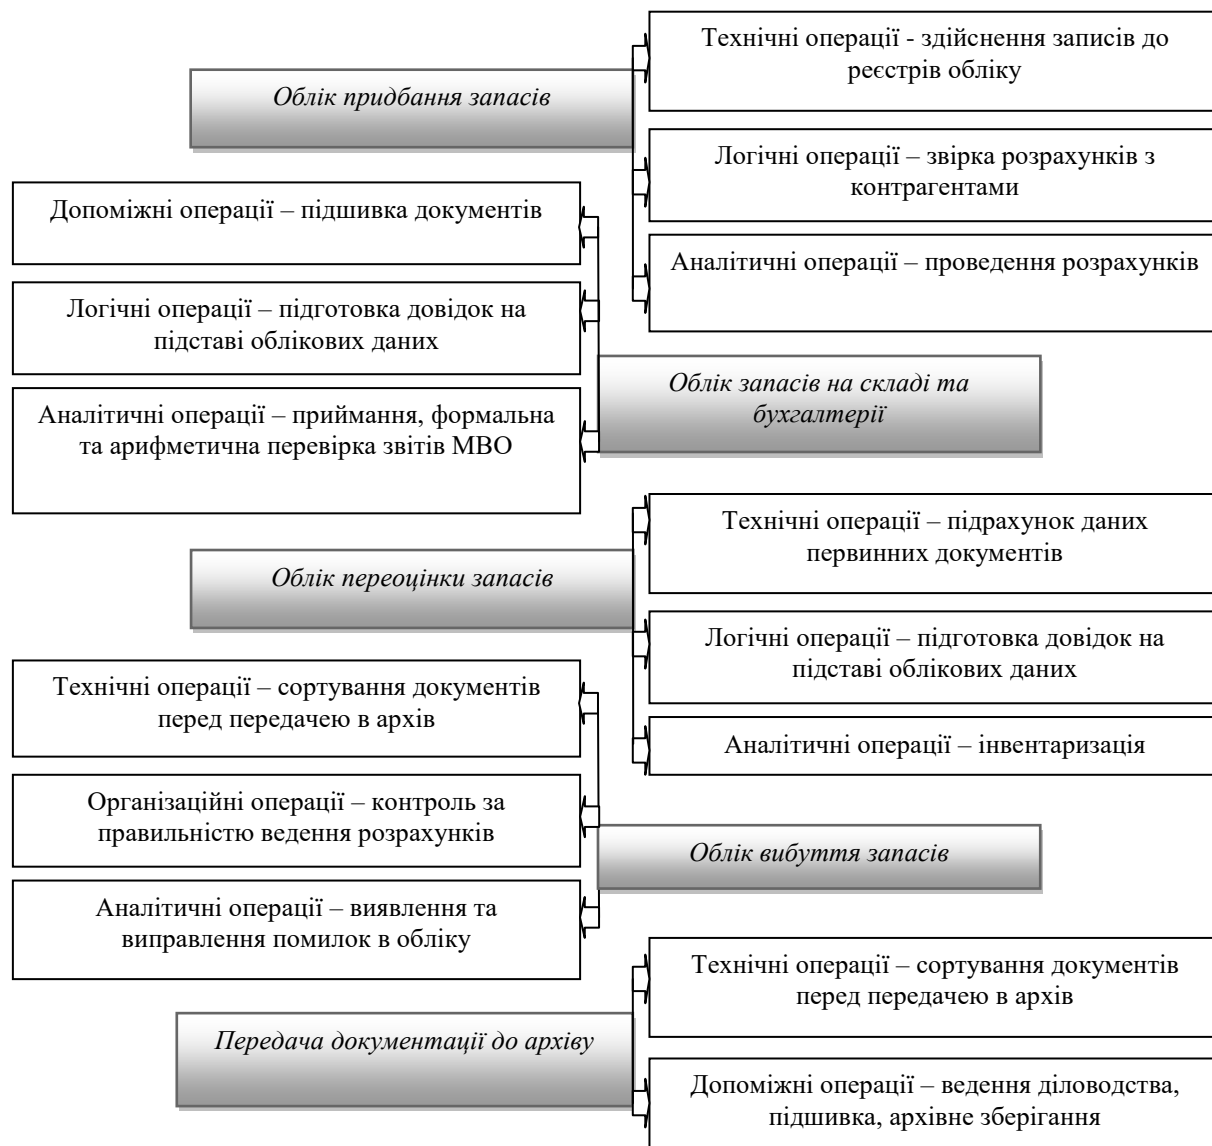 Технічні операції - здійснення записів до
реєстрів обліку
Облік придбання запасів
Логічні операції – звірка розрахунків з
контрагентами
Допоміжні операції – підшивка документів
Аналітичні операції – проведення розрахунків
Логічні операції – підготовка довідок на
підставі облікових даних
Облік запасів на складі та
бухгалтерії
Аналітичні операції – приймання, формальна
та арифметична перевірка звітів МВО
Технічні операції – підрахунок даних
первинних документів
Облік переоцінки запасів
Логічні операції – підготовка довідок на
підставі облікових даних
Технічні операції – сортування документів
перед передачею в архів
Аналітичні операції – інвентаризація
Організаційні операції – контроль за
правильністю ведення розрахунків
Облік вибуття запасів
Аналітичні операції – виявлення та
виправлення помилок в обліку
Технічні операції – сортування документів
перед передачею в архів
Передача документації до архіву
Допоміжні операції – ведення діловодства,
підшивка, архівне зберігання